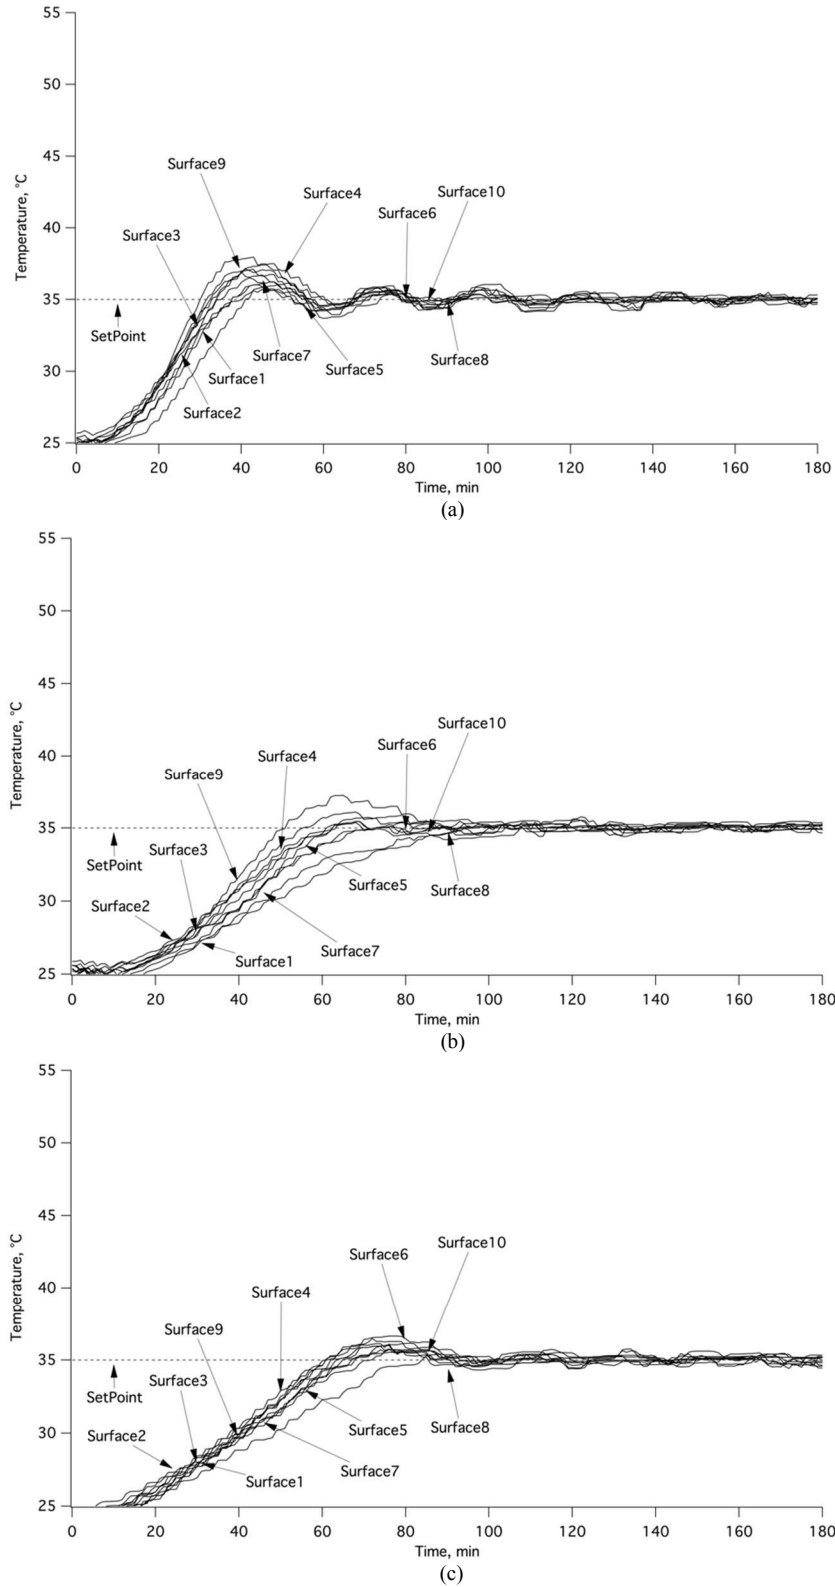 55
50
45
Surface9
Surface4
Surface10
Surface6
40
Surface3
Temperature, °C
35
SetPoint
Surface7
Surface5
Surface8
30
Surface1
Surface2
25
0 20 40 60 80 100 120 140 160 180
Time, min
(a)
55
50
45
Surface10
Surface6
40
Surface4
Surface9
Temperature, °C
35
SetPoint
Surface3
Surface5
Surface8
30
Surface2
Surface7
Surface1
25
0 20 40 60 80 100 120 140 160 180
Time, min
(b)
55
50
45
Surface10
Surface6
40
Surface4
Surface9
Temperature, °C
35
SetPoint
Surface3
Surface5
Surface8
30
Surface2
Surface7
Surface1
25
0 20 40 60 80 100 120 140 160 180
Time, min
(c)